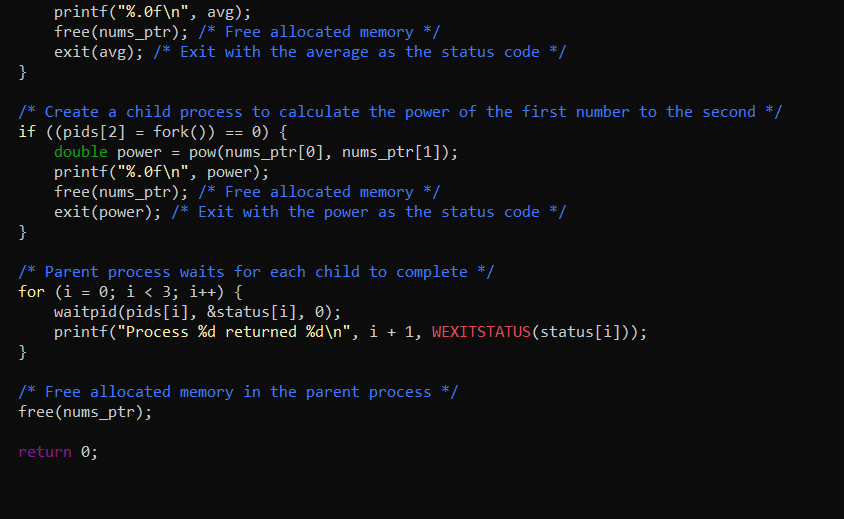 printf("%.0f\n", avg);
free(nums_ptr); /* Free allocated memory */
exit(avg); /* Exit with the average as the status code */
}
/* Create a child process to calculate the power of the first number to the second */
if ((pids[2] = fork()) == 0) {
double power = pow(nums_ptr[0], nums_ptr[1]);
printf("%.0f\n", power);
free(nums_ptr); /* Free allocated memory */
exit(power); /* Exit with the power as the status code */
}
/* Parent process waits for each child to complete */
for (i = 0; i < 3; i++) {
waitpid(pids[i], &status[i], 0);
printf("Process %d returned %d\n", i + 1, WEXITSTATUS(status[i]));
}
/* Free allocated memory in the parent process */
free(nums_ptr);
return 0;